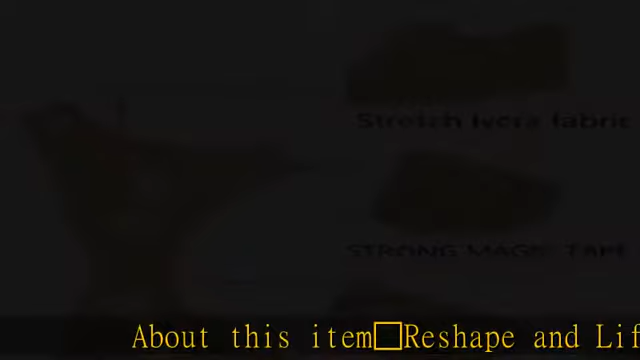 Stretch lycra fabric
STRONG MAGIC TAPE
About this item□Reshape and Lif